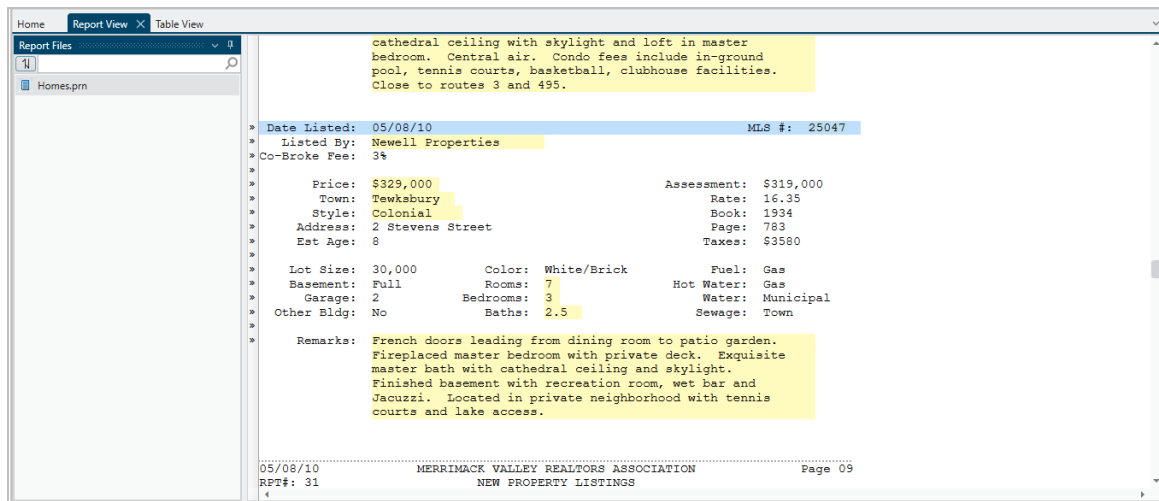 Home Report View Table View
Report Files
Homes.prn
cathedral ceiling with skylight and loft in master
bedroom. Central air. Condo fees include in-ground
pool, tennis courts, basketball, clubhouse facilities.
Close to routes 3 and 495.
» Date Listed: 05/08/10 MLS #: 25047
» Listed By: Newell Properties
» Co-Broke Fee: 3%
»
» Price: $329,000 Assessment: $319,000
» Town: Tewksbury Rate: 16.35
» Style: Colonial Book: 1934
» Address: 2 Stevens Street Page: 783
» Est Age: 8 Taxes: $3580
»
» Lot Size: 30,000 Color: White/Brick Fuel: Gas
» Basement: Full Rooms: 7 Hot Water: Gas
» Garage: 2 Bedrooms: 3 Water: Municipal
» Other Bldg: No Baths: 2.5 Sewage: Town
»
» Remarks: French doors leading from dining room to patio garden.
Fireplaced master bedroom with private deck. Exquisite
master bath with cathedral ceiling and skylight.
Finished basement with recreation room, wet bar and
Jacuzzi. Located in private neighborhood with tennis
courts and lake access.
05/08/10 MERRIMACK VALLEY REALTORS ASSOCIATION Page 09
RPT#: 31 NEW PROPERTY LISTINGS